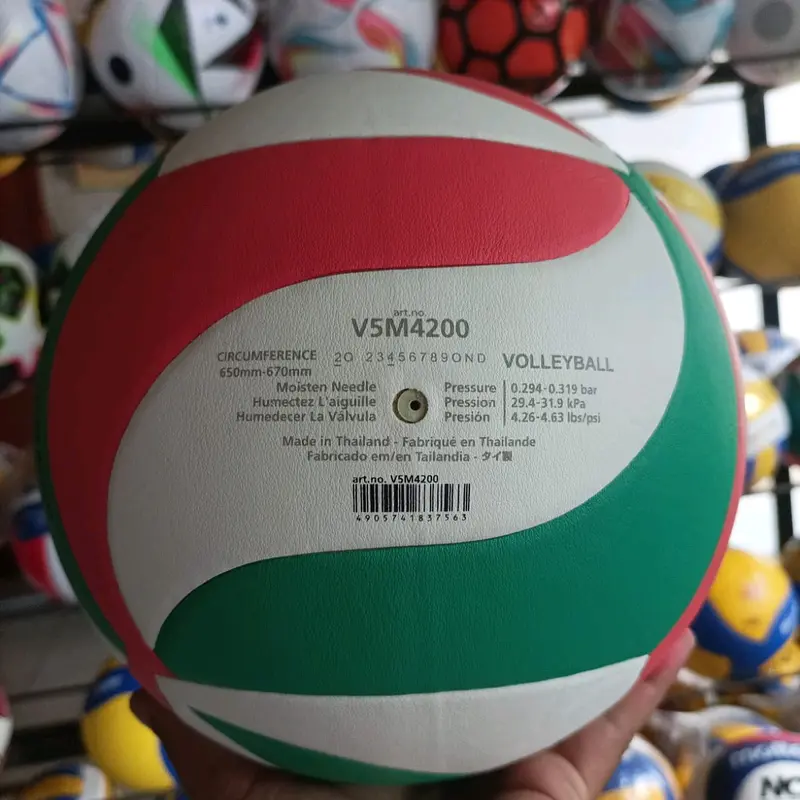 art.no.
V5M4200
CIRCUMFERENCE
650mm-670mm
2O 23456789OND
VOLLEYBALL
Moisten Needle
Humectez L'aiguille
Humedecer La Válvula
Pressure 0.294-0.319 bar
Pression 29.4-31.9 kPa
Presión 4.26-4.63 lbs/psi
Made in Thailand - Fabriqué en Thaïlande
Fabricado em/en Tailandia - タイ製
art.no. V5M4200
4905741837563